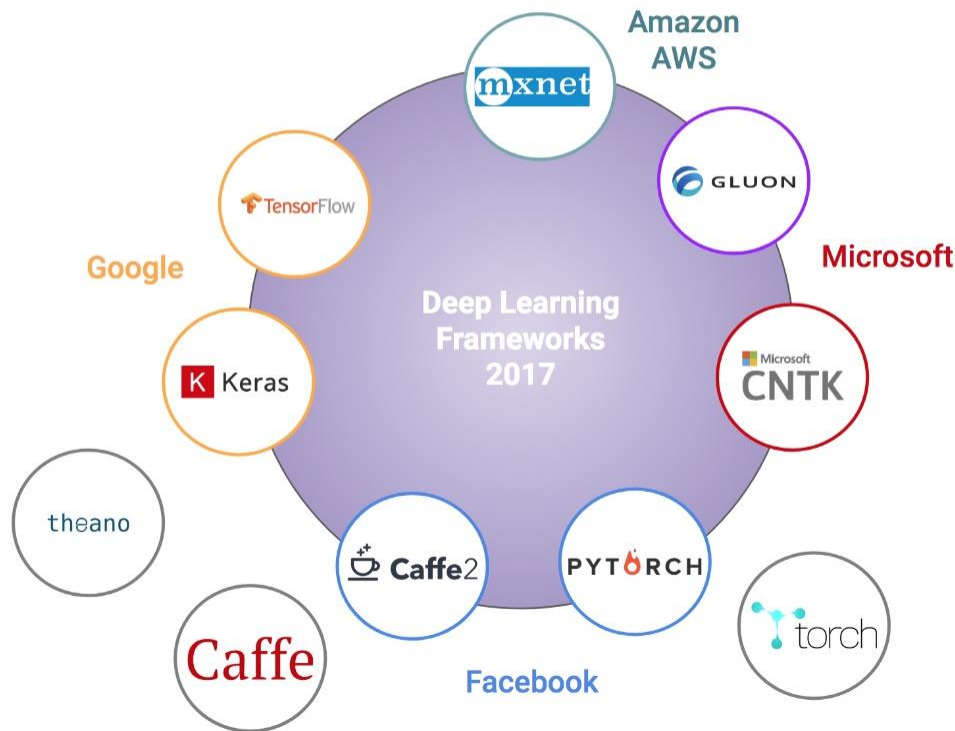 Amazon
AWS
mxnet
GLUON
TensorFlow
Google
Microsoft
Deep Learning
Frameworks
2017
K Keras
Microsoft
CNTK
theano
Caffe2
PYTORCH
torch
Caffe
Facebook